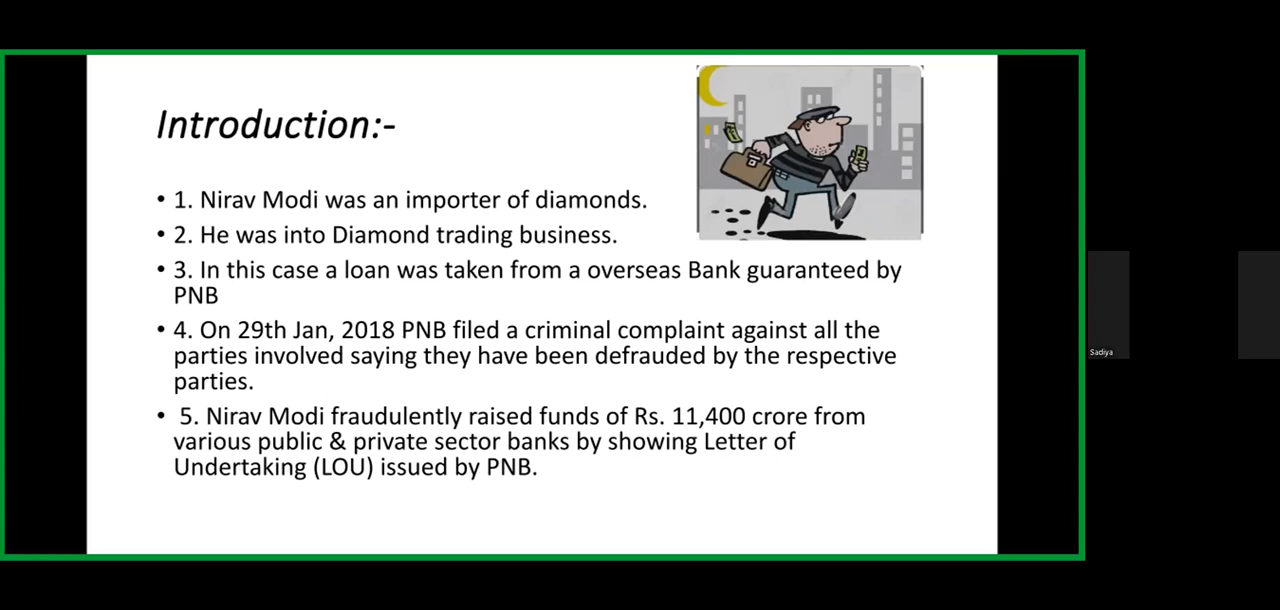 Introduction:-
• 1. Nirav Modi was an importer of diamonds.
• 2. He was into Diamond trading business.
• 3. In this case a loan was taken from a overseas Bank guaranteed by
PNB
• 4. On 29th Jan, 2018 PNB filed a criminal complaint against all the
parties involved saying they have been defrauded by the respective
parties.
• 5. Nirav Modi fraudulently raised funds of Rs. 11,400 crore from
various public & private sector banks by showing Letter of
Undertaking (LOU) issued by PNB.
Sadiya